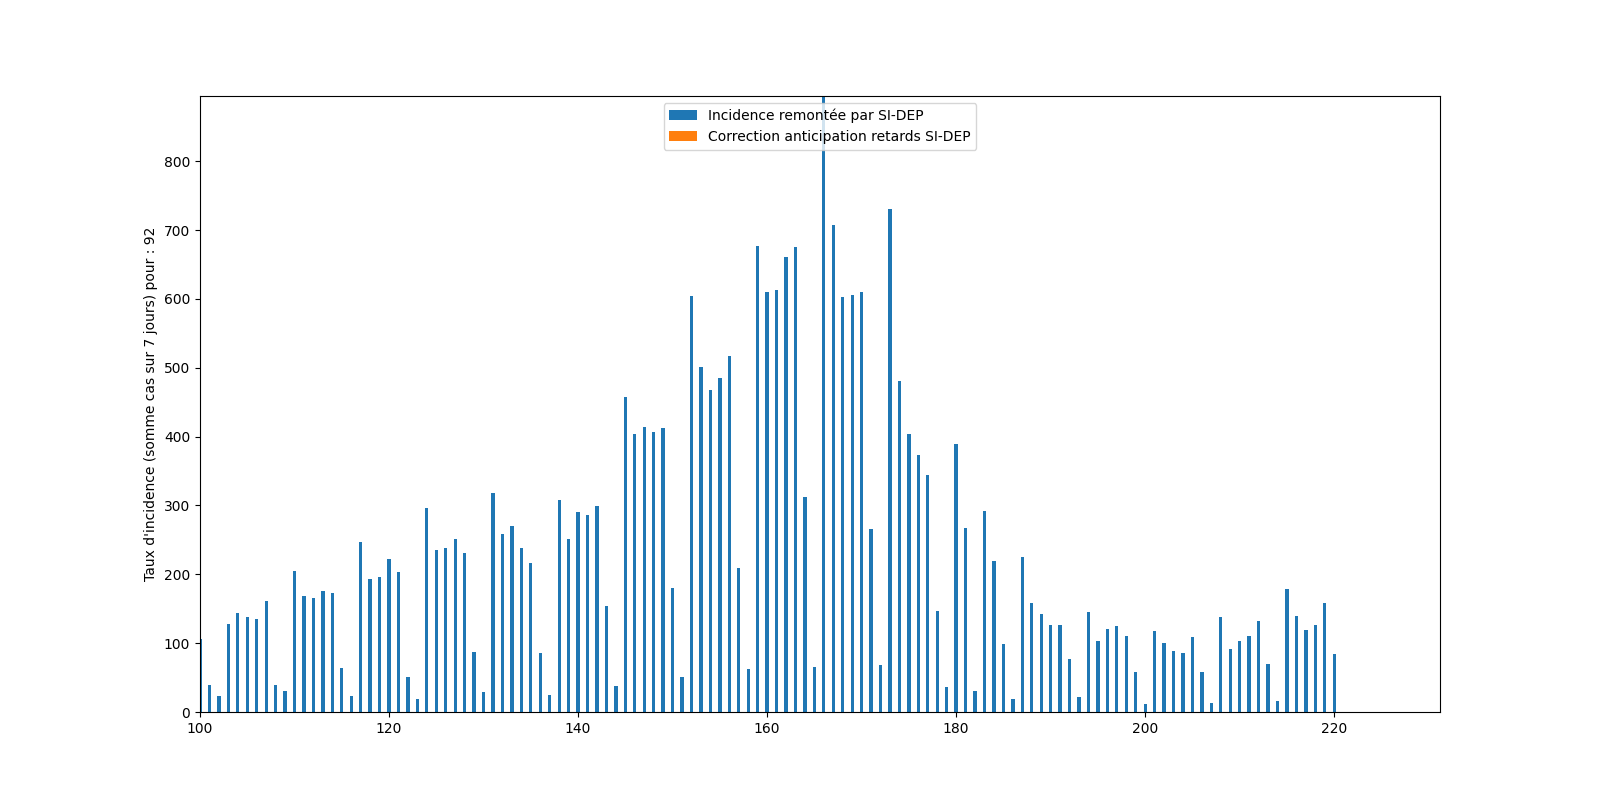 Incidence remontée par SI-DEP
Correction anticipation retards SI-DEP
Taux d'incidence (somme cas sur 7 jours) pour : 92
800
700
600
500
400
300
200
100
0
100 120 140 160 180 200 220